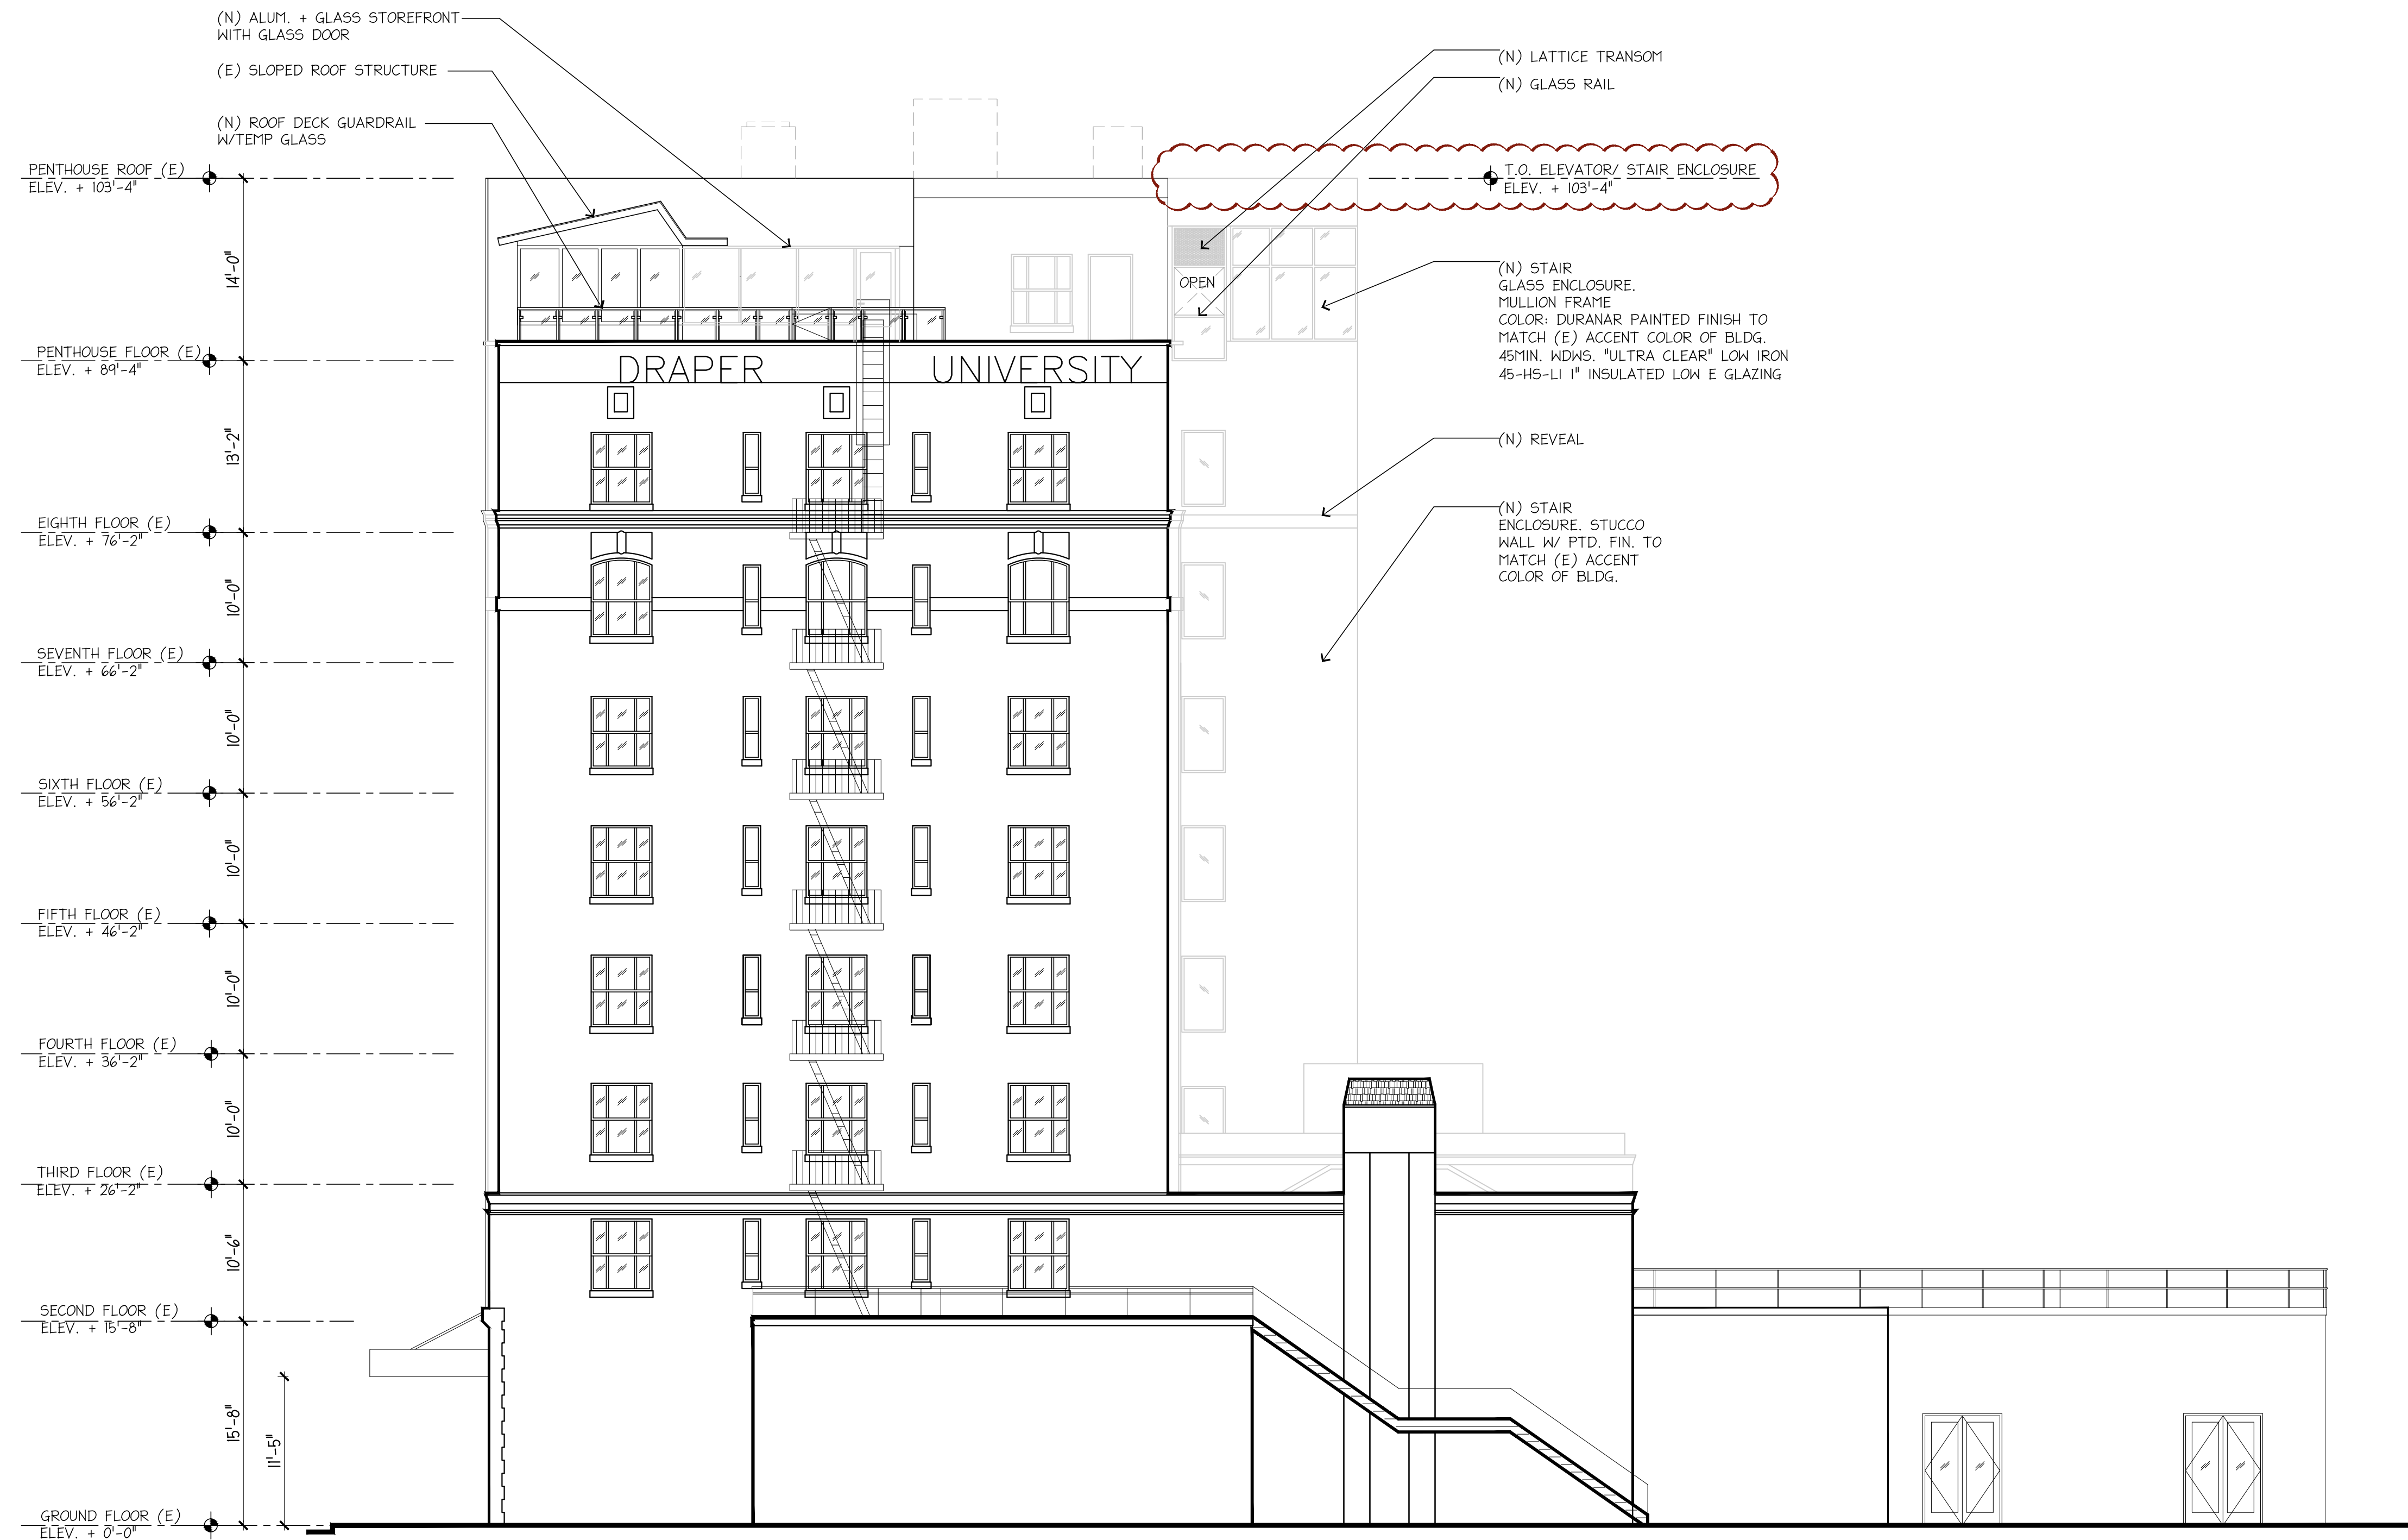 (N) ALUM. + GLASS STOREFRONT
WITH GLASS DOOR
(E) SLOPED ROOF STRUCTURE
(N) ROOF DECK GUARDRAIL
W/TEMP GLASS
(N) LATTICE TRANSOM
(N) GLASS RAIL
PENTHOUSE ROOF (E)
ELEV. + 103'-4"
T.O. ELEVATOR/ STAIR ENCLOSURE
ELEV. + 103'-4"
14'-0"
OPEN
(N) STAIR
GLASS ENCLOSURE.
MULLION FRAME
COLOR: DURANAR PAINTED FINISH TO
MATCH (E) ACCENT COLOR OF BLDG.
45MIN. WDWS. "ULTRA CLEAR" LOW IRON
45-HS-LI 1" INSULATED LOW E GLAZING
PENTHOUSE FLOOR (E)
ELEV. + 89'-4"
DRAPER UNIVERSITY
13'-2"
(N) REVEAL
EIGHTH FLOOR (E)
ELEV. + 76'-2"
(N) STAIR
ENCLOSURE. STUCCO
WALL W/ PTD. FIN. TO
MATCH (E) ACCENT
COLOR OF BLDG.
10'-0"
SEVENTH FLOOR (E)
ELEV. + 66'-2"
10'-0"
SIXTH FLOOR (E)
ELEV. + 56'-2"
10'-0"
FIFTH FLOOR (E)
ELEV. + 46'-2"
10'-0"
FOURTH FLOOR (E)
ELEV. + 36'-2"
10'-0"
THIRD FLOOR (E)
ELEV. + 26'-2"
10'-6"
SECOND FLOOR (E)
ELEV. + 15'-8"
15'-8"
11'-5"
GROUND FLOOR (E)
ELEV. + 0'-0"